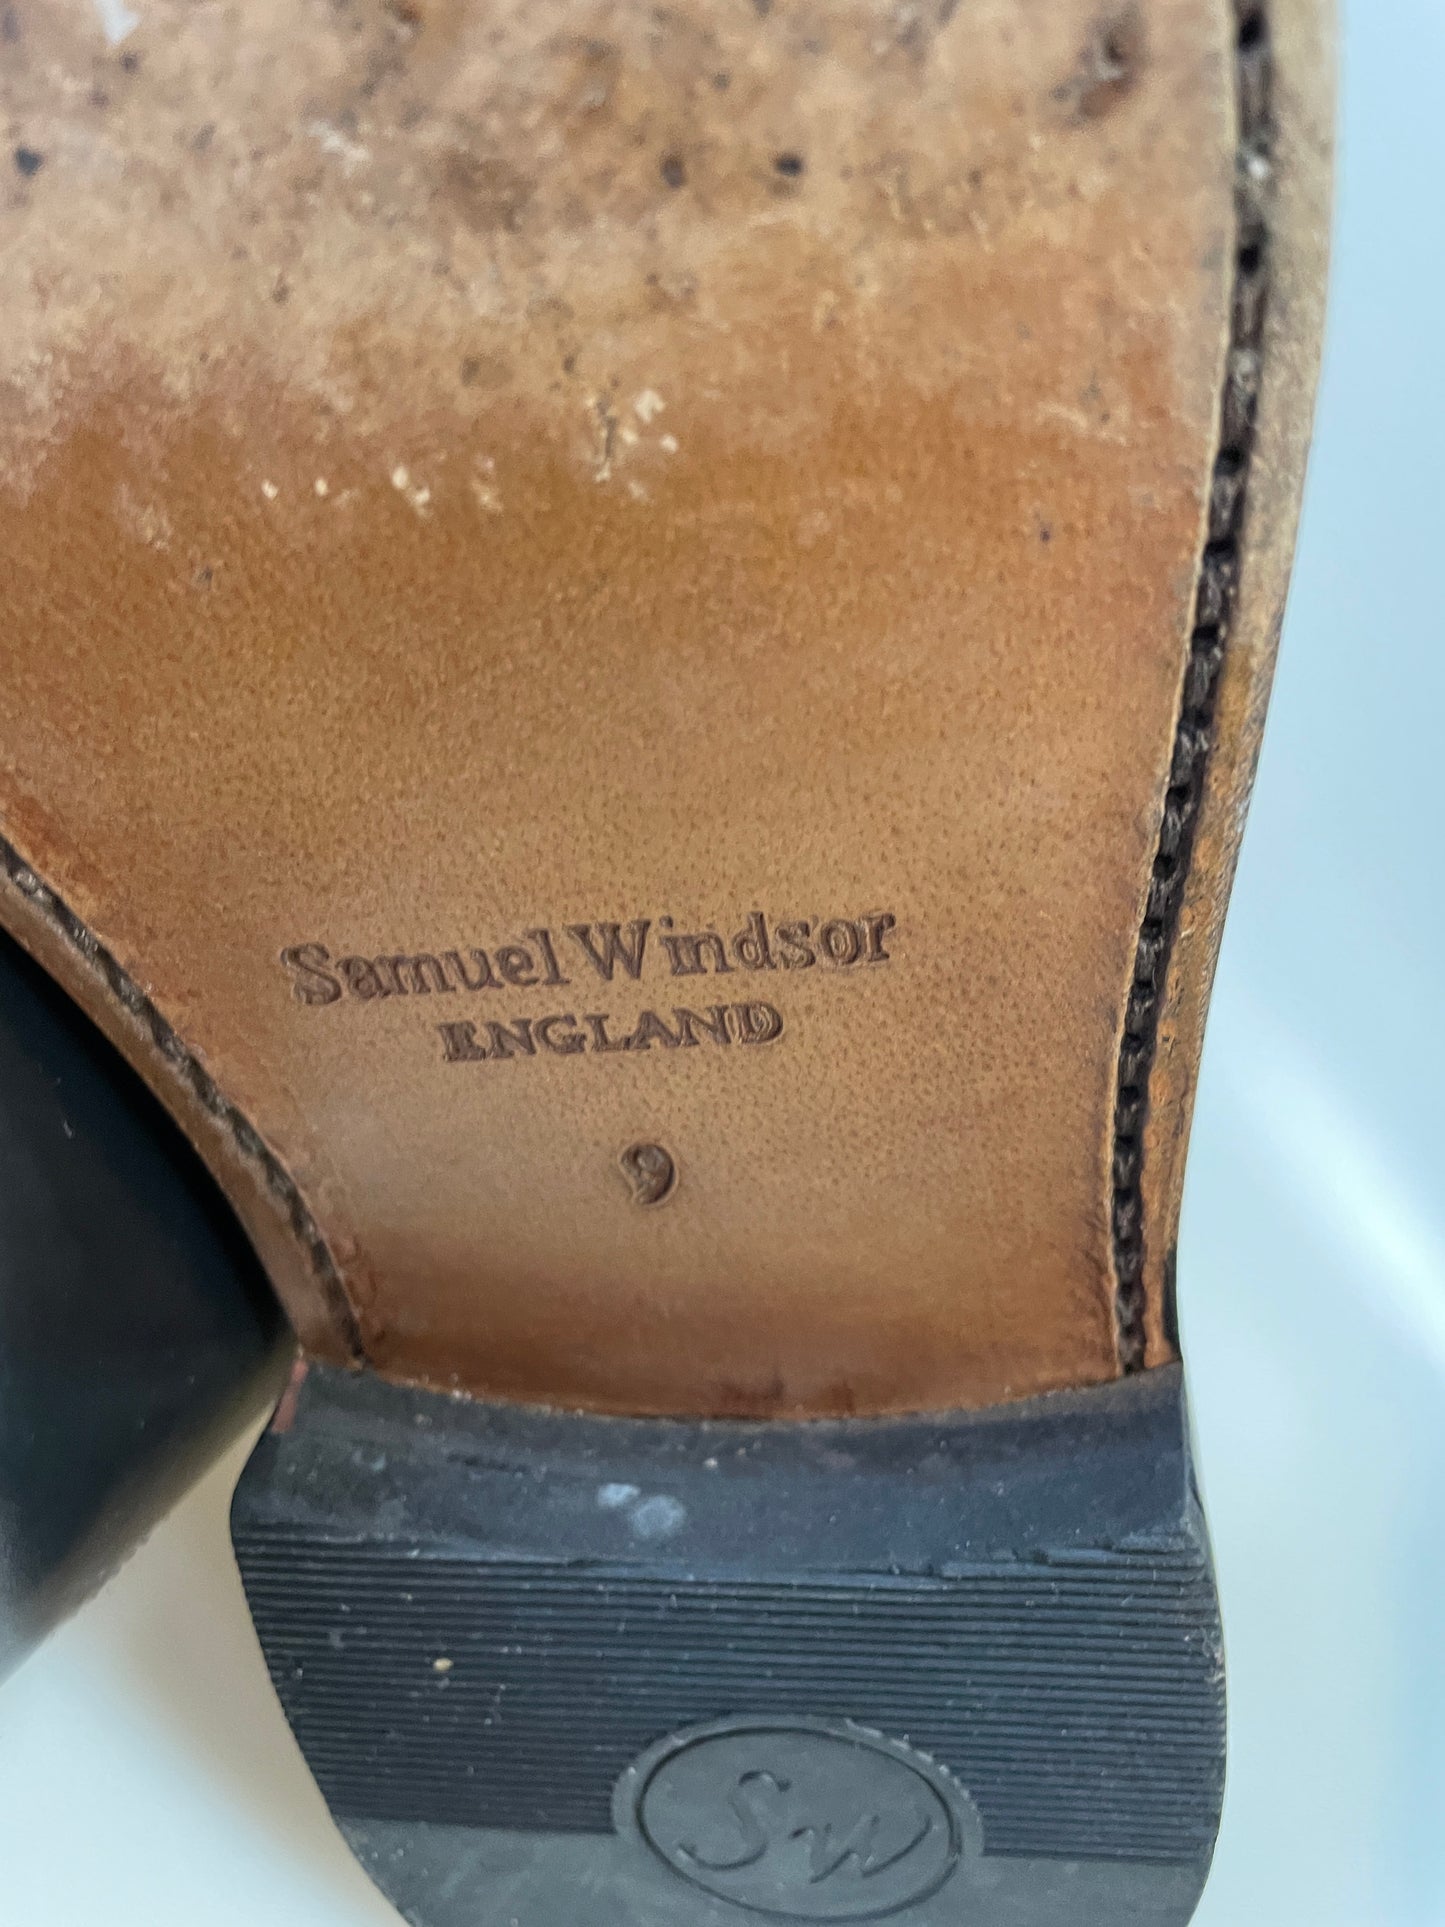 Samuel Windsor
ENGLAND
9
SW